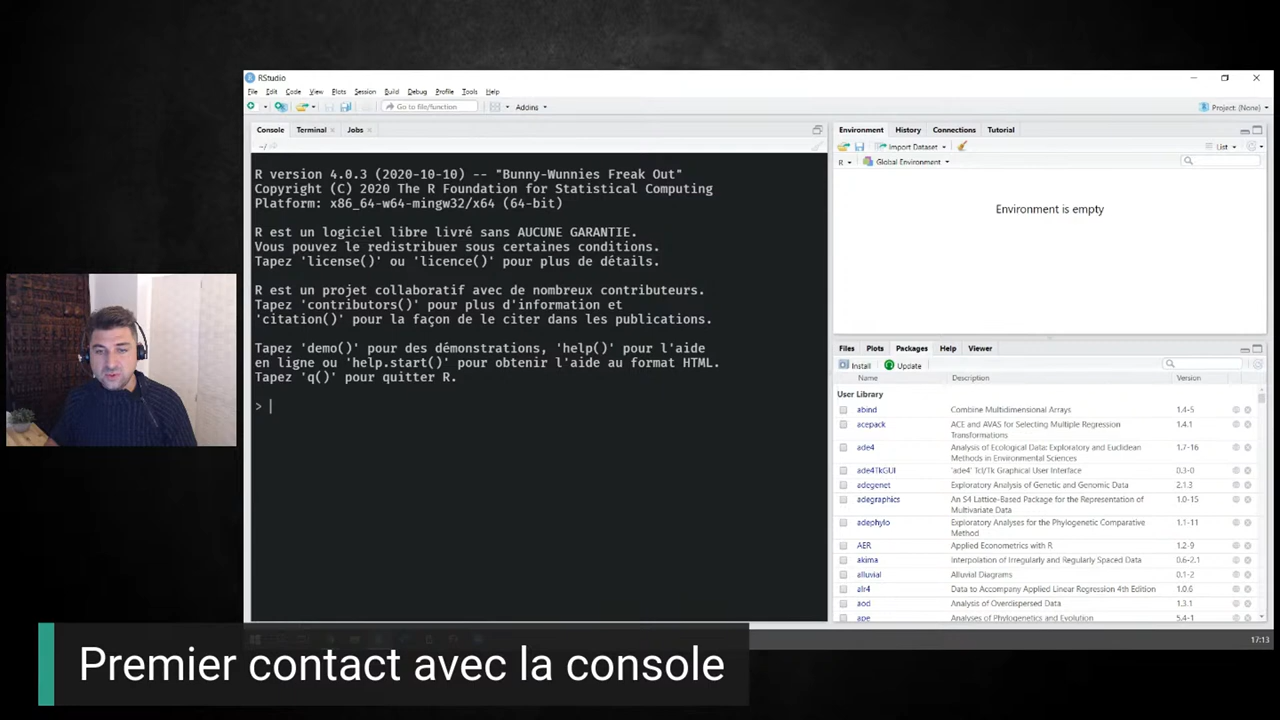 RStudio
File Edit Code View Plots Session Build Debug Profile Tools Help
Go to file/function Addins Project: (None)
Console Terminal Jobs
~/
R version 4.0.3 (2020-10-10) -- "Bunny-Wunnies Freak Out"
Copyright (C) 2020 The R Foundation for Statistical Computing
Platform: x86_64-w64-mingw32/x64 (64-bit)
R est un logiciel libre livré sans AUCUNE GARANTIE.
Vous pouvez le redistribuer sous certaines conditions.
Tapez 'license()' ou 'licence()' pour plus de détails.
R est un projet collaboratif avec de nombreux contributeurs.
Tapez 'contributors()' pour plus d'information et
'citation()' pour la façon de le citer dans les publications.
Tapez 'demo()' pour des démonstrations, 'help()' pour l'aide
en ligne ou 'help.start()' pour obtenir l'aide au format HTML.
Tapez 'q()' pour quitter R.
>
Environment History Connections Tutorial
Import Dataset List
R Global Environment
Environment is empty
Files Plots Packages Help Viewer
Install Update
Name Description Version
User Library
abind Combine Multidimensional Arrays 1.4-5
acepack ACE and AVAS for Selecting Multiple Regression 1.4.1
Transformations
ade4 Analysis of Ecological Data: Exploratory and Euclidean 1.7-16
Methods in Environmental Sciences
ade4TkGUI 'ade4' Tcl/Tk Graphical User Interface 0.3-0
adegenet Exploratory Analysis of Genetic and Genomic Data 2.1.3
adegraphics An S4 Lattice-Based Package for the Representation of 1.0-15
Multivariate Data
adephylo Exploratory Analyses for the Phylogenetic Comparative 1.1-11
Method
AER Applied Econometrics with R 1.2-9
akima Interpolation of Irregularly and Regularly Spaced Data 0.6-2.1
alluvial Alluvial Diagrams 0.1-2
alr4 Data to Accompany Applied Linear Regression 4th Edition 1.0.6
aod Analysis of Overdispersed Data 1.3.1
ape Analyses of Phylogenetics and Evolution 5.4-1
17:13
Premier contact avec la console